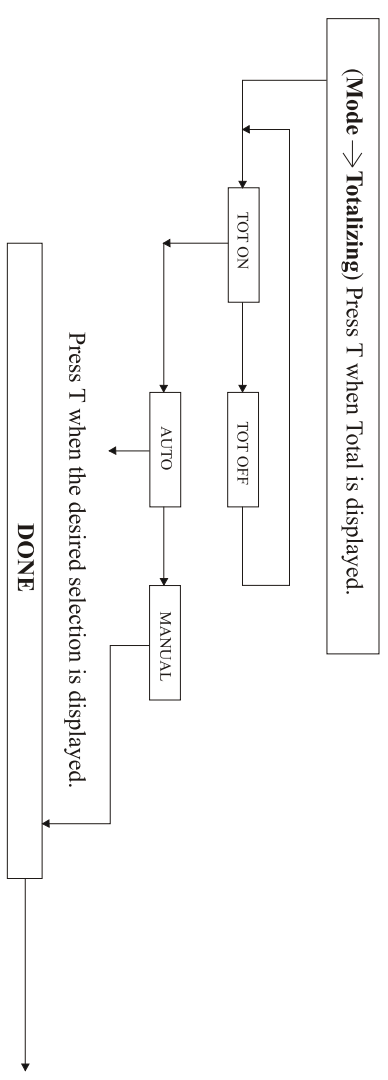 (Mode → Totalizing) Press T when Total is displayed.
TOT ON
TOT OFF
AUTO
MANUAL
Press T when the desired selection is displayed.
DONE